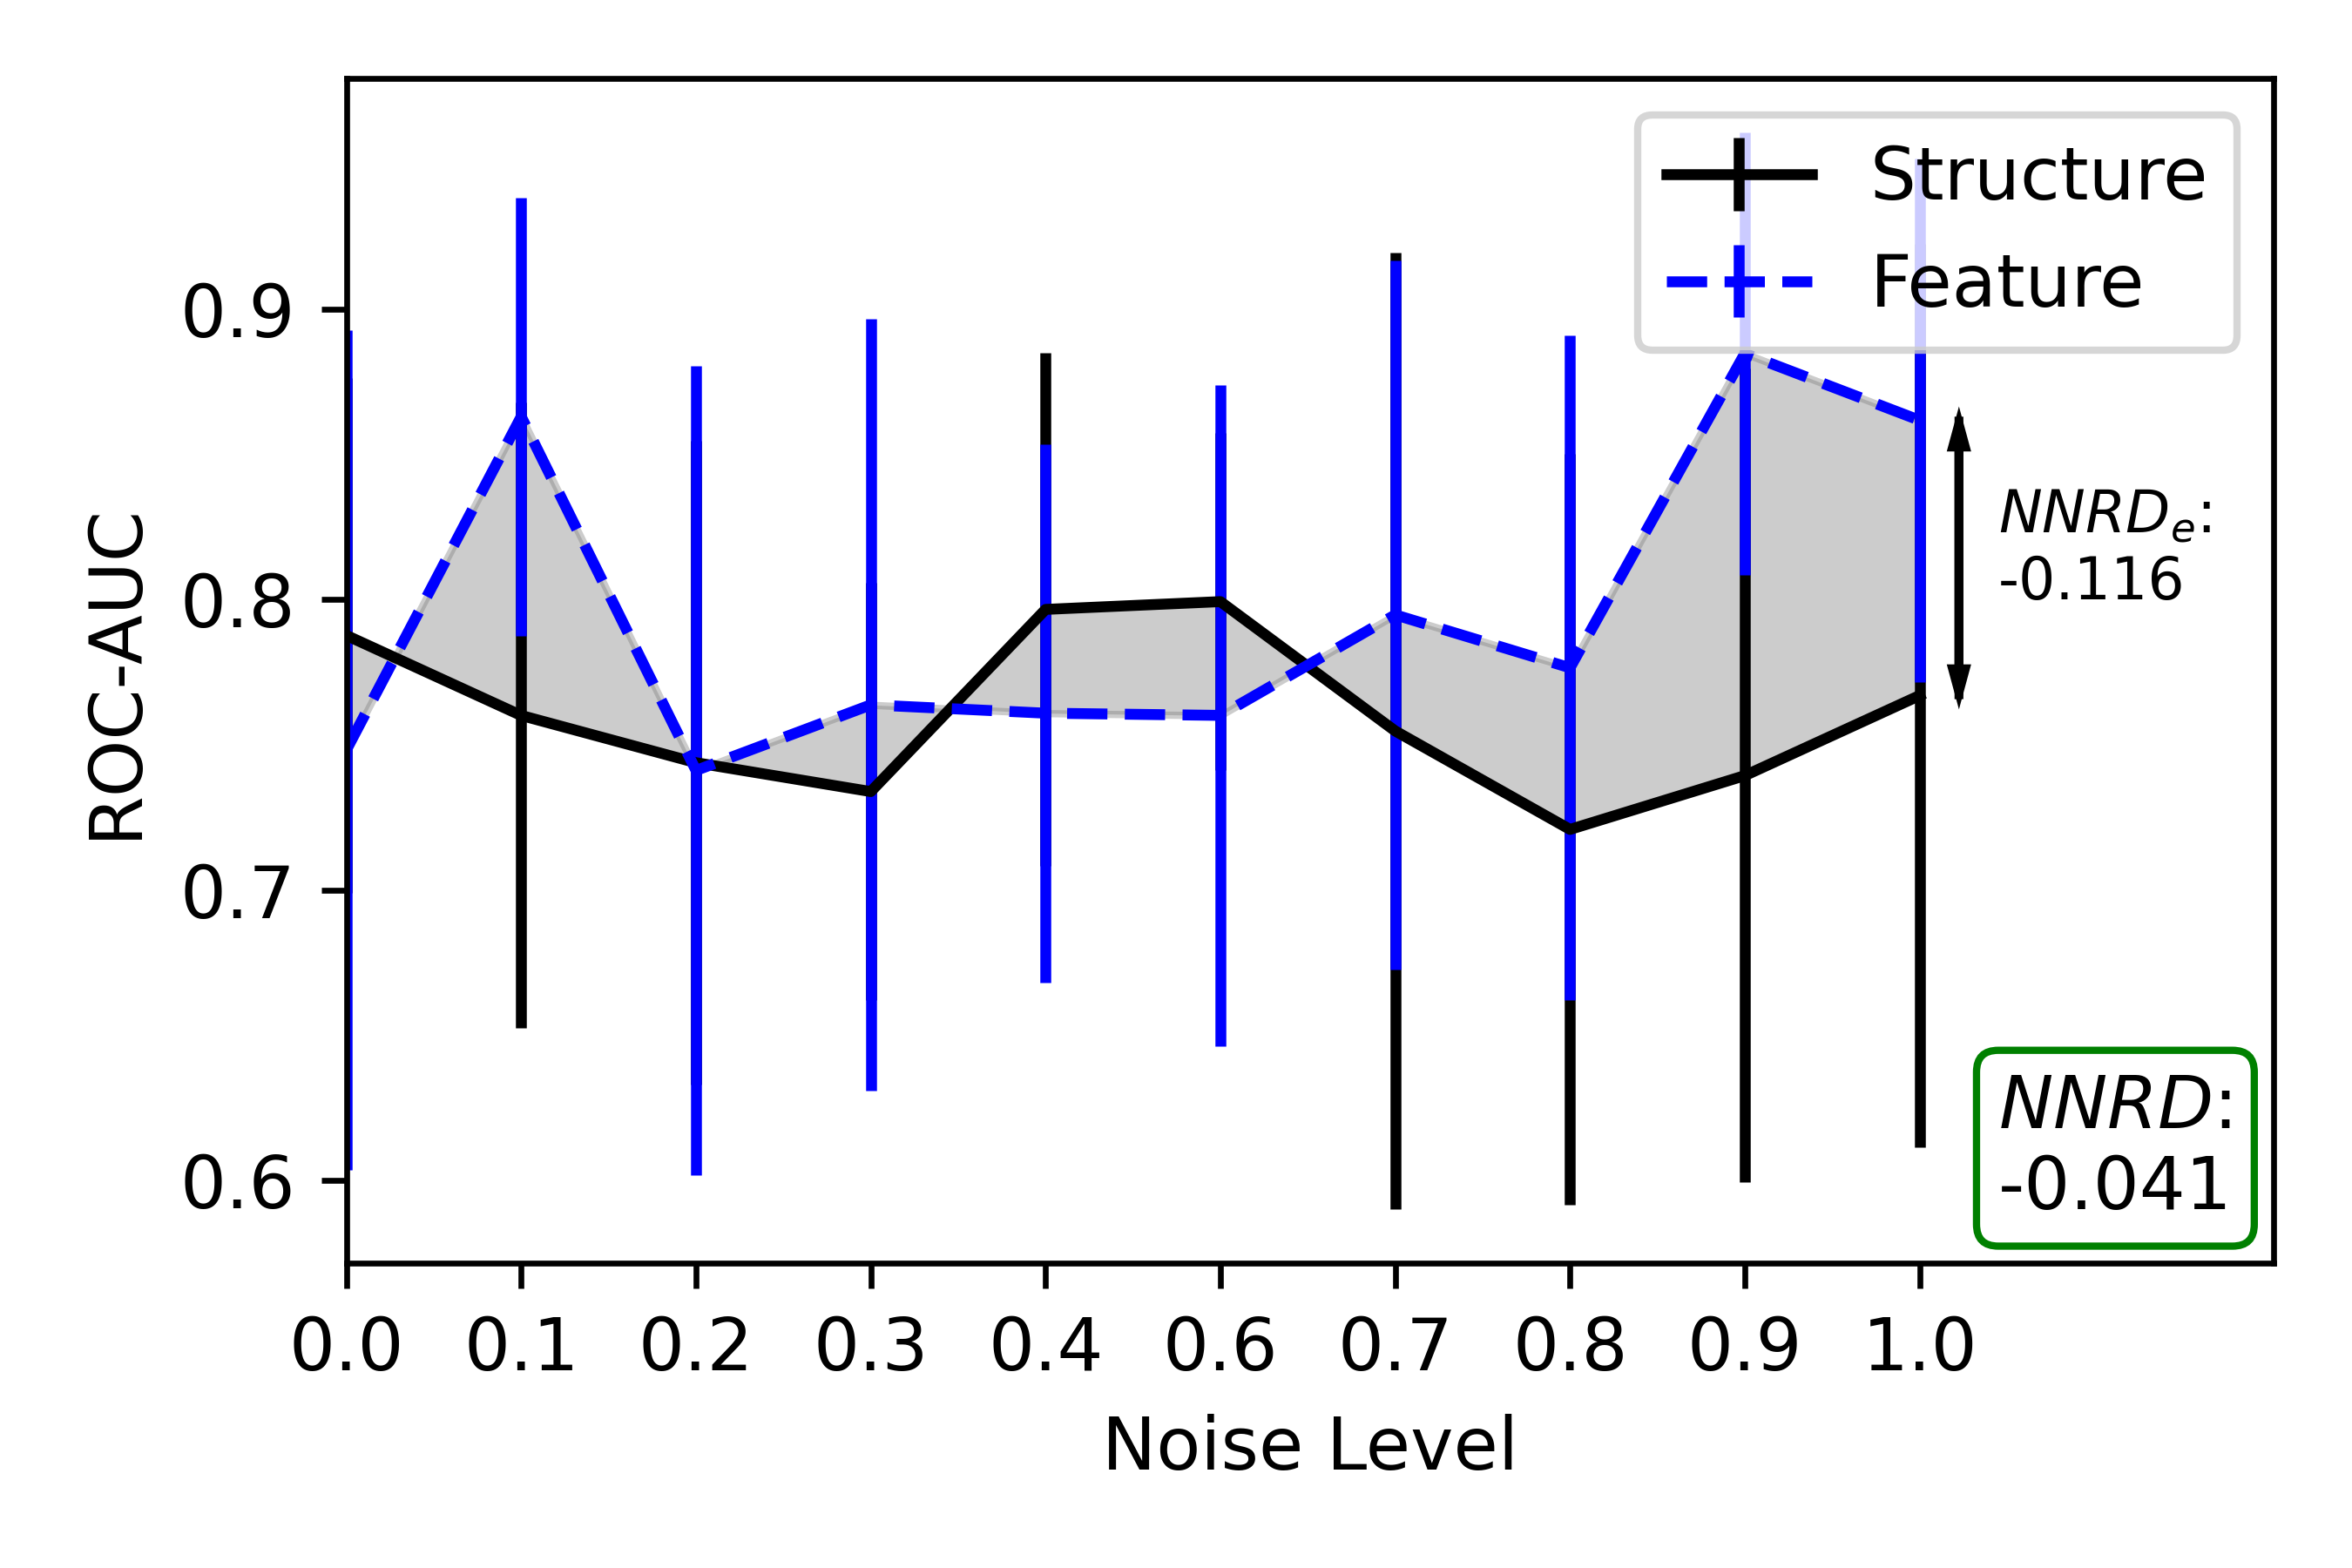 Structure
Feature
0.9
0.8
0.7
0.6
ROC-AUC
NNRDₑ:
-0.116
NNRD:
-0.041
0.0 0.1 0.2 0.3 0.4 0.6 0.7 0.8 0.9 1.0
Noise Level